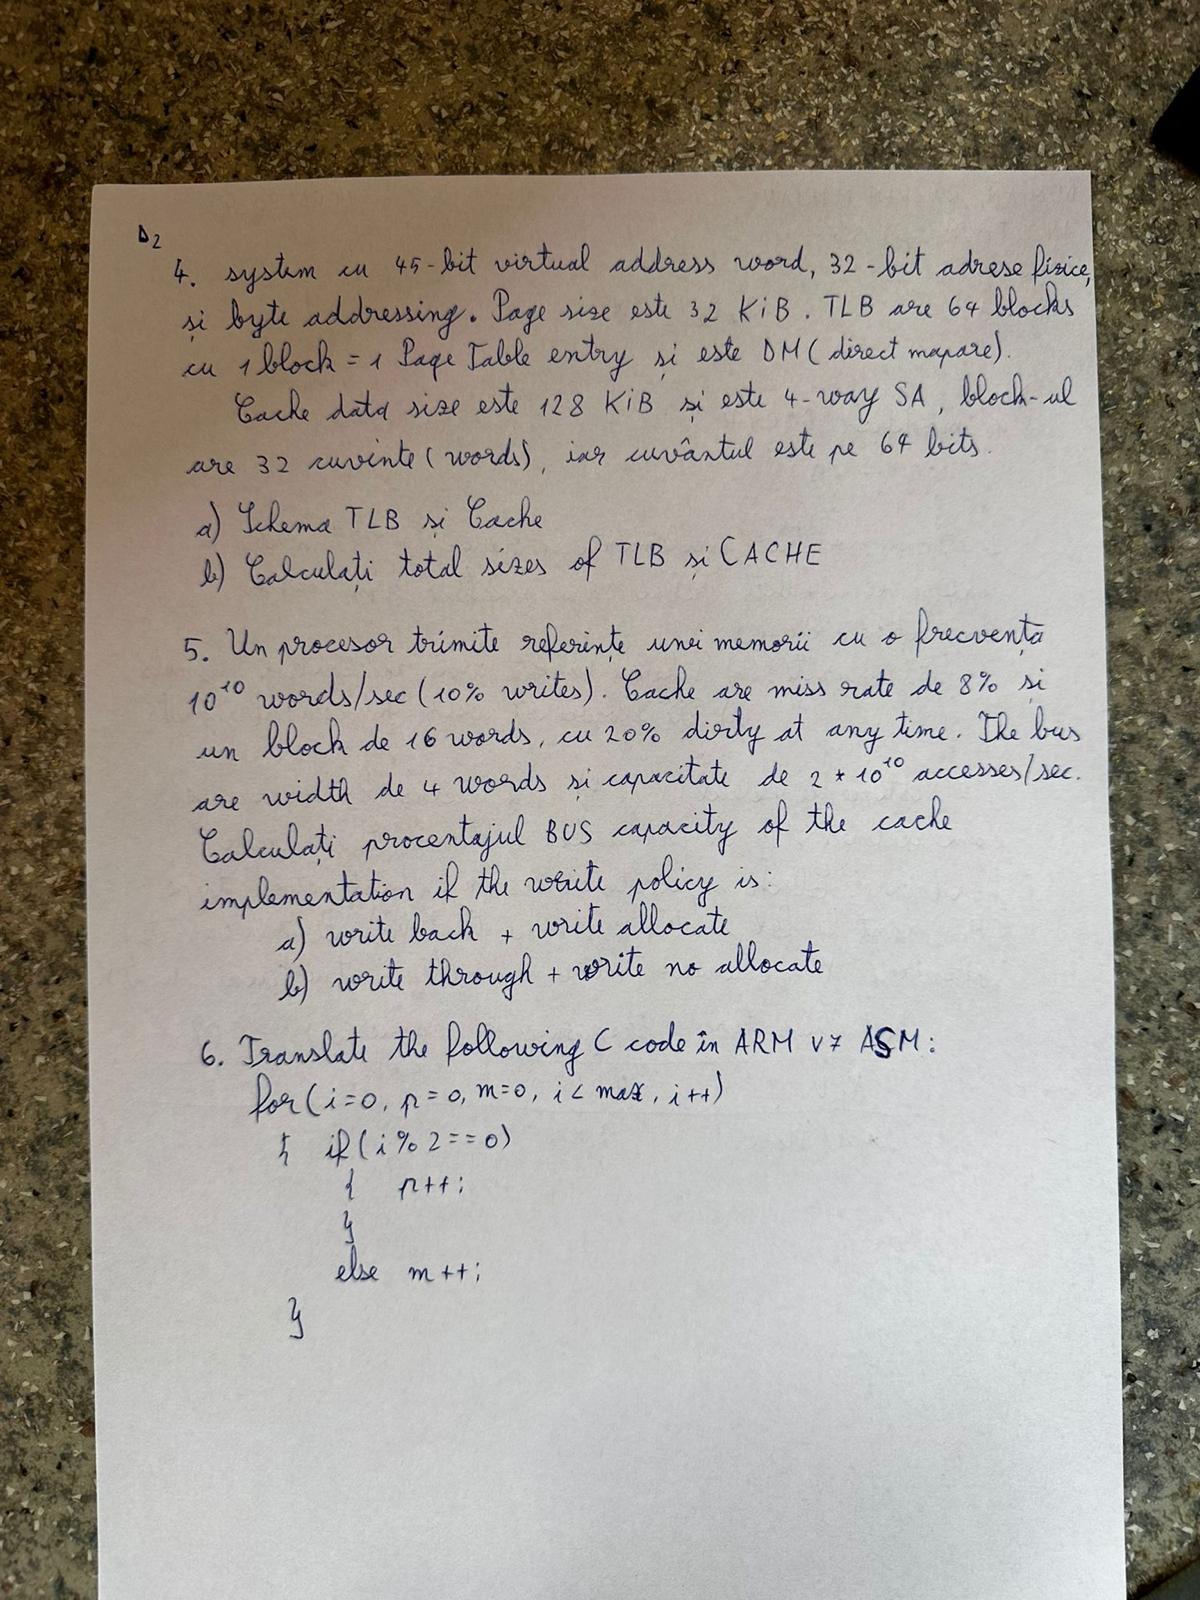 D2
4. system cu 45-bit virtual address word, 32-bit adrese fizice,
și byte addressing. Page size este 32 KiB. TLB are 64 blocks
cu 1 block = 1 Page Table entry și este DM (direct mapare).
Cache data size este 128 KiB și este 4-way SA, block-ul
are 32 cuvinte (words), iar cuvântul este pe 64 bits.
a) Schema TLB și Cache
b) Calculați total sizes of TLB și CACHE
5. Un procesor trimite referințe unei memorii cu o frecvență
10^10 words/sec (10% writes). Cache are miss rate de 8% și
un block de 16 words, cu 20% dirty at any time. The bus
are width de 4 words și capacitate de 2 * 10^10 accesses/sec.
Calculați procentajul BUS capacity of the cache
implementation if the write policy is:
a) write back + write allocate
b) write through + write no allocate
6. Translate the following C code în ARM v7 ASM:
for (i=0, p=0, m=0, i < max, i++)
{ if (i % 2 == 0)
{ p++;
}
else m++;
}